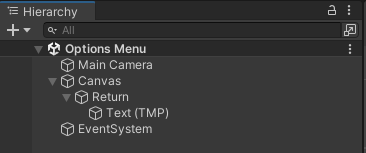 Hierarchy
All
Options Menu
Main Camera
Canvas
Return
Text (TMP)
EventSystem